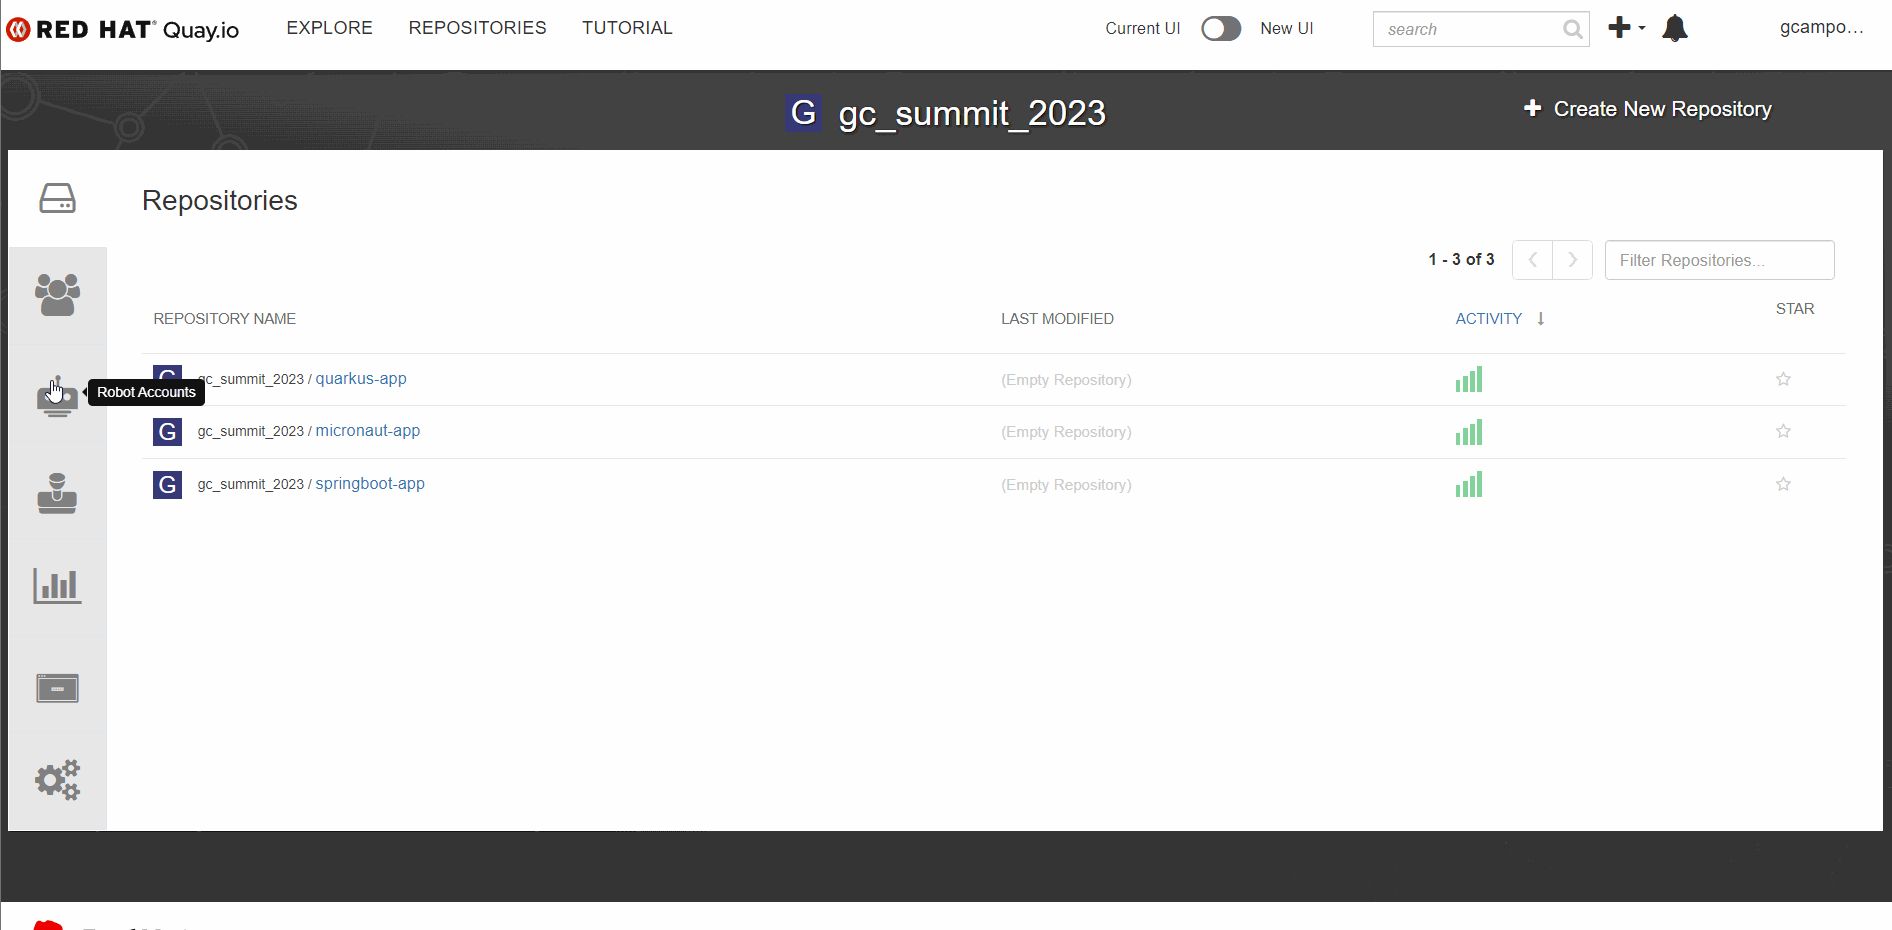 RED HAT Quay.io EXPLORE REPOSITORIES TUTORIAL Current UI New UI search gcampo...
G gc_summit_2023 + Create New Repository
Repositories
1 - 3 of 3 Filter Repositories...
REPOSITORY NAME LAST MODIFIED ACTIVITY STAR
G gc_summit_2023 / quarkus-app (Empty Repository)
Robot Accounts
G gc_summit_2023 / micronaut-app (Empty Repository)
G gc_summit_2023 / springboot-app (Empty Repository)